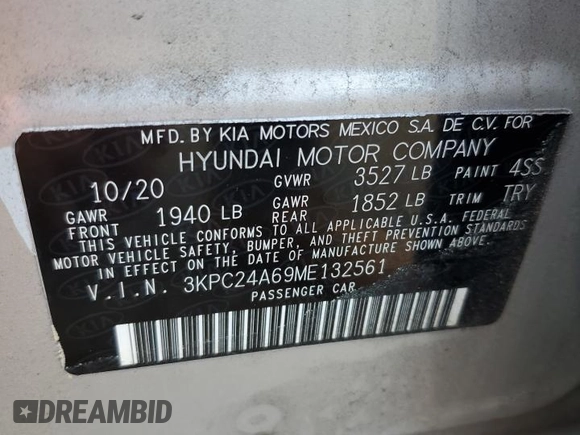 MFD. BY KIA MOTORS MEXICO S.A. DE C.V. FOR
HYUNDAI MOTOR COMPANY
10/20 GVWR 3527 LB PAINT 4SS
GAWR FRONT 1940 LB GAWR REAR 1852 LB TRIM TRY
THIS VEHICLE CONFORMS TO ALL APPLICABLE U.S.A. FEDERAL
MOTOR VEHICLE SAFETY, BUMPER, AND THEFT PREVENTION STANDARDS
IN EFFECT ON THE DATE OF MANUFACTURE SHOWN ABOVE.
V.I.N. 3KPC24A69ME132561
PASSENGER CAR
DREAMBID